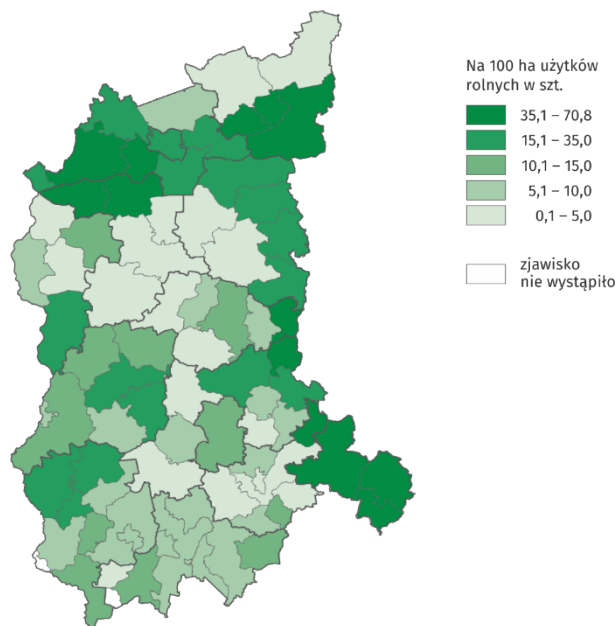 Na 100 ha użytków
rolnych w szt.
35,1 – 70,8
15,1 – 35,0
10,1 – 15,0
5,1 – 10,0
0,1 – 5,0
zjawisko
nie wystąpiło